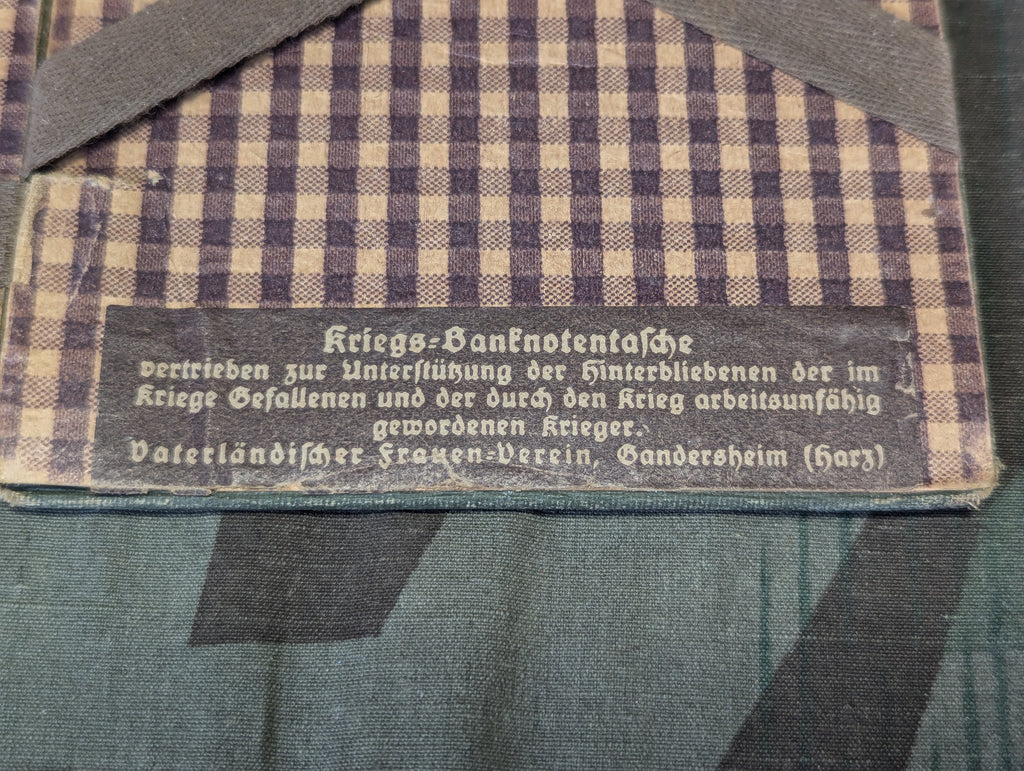 Kriegs-Banknotentasche
vertrieben zur Unterstützung der Hinterbliebenen der im
Kriege Gefallenen und der durch den Krieg arbeitsunfähig
gewordenen Krieger.
Vaterländischer Frauen-Verein, Gandersheim (Harz)